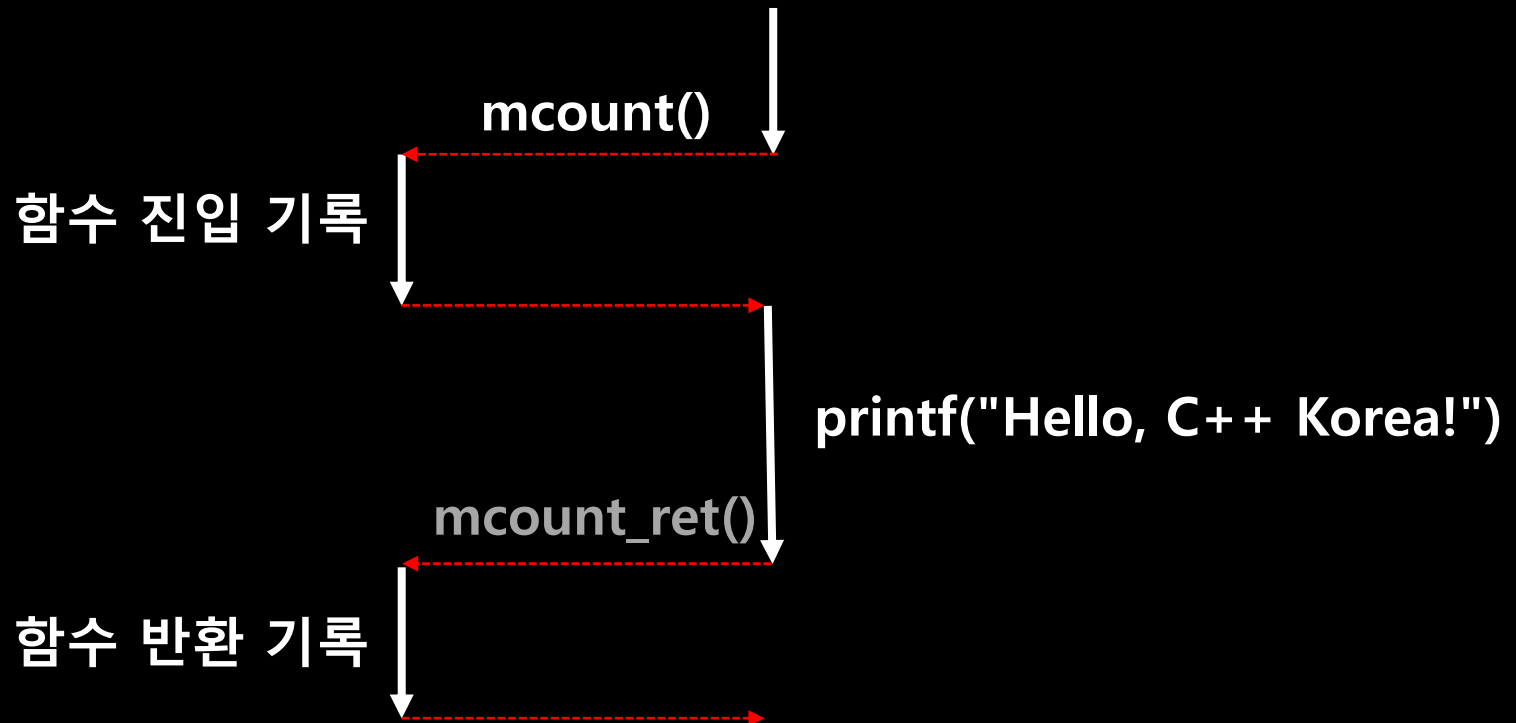 mcount()
함수 진입 기록
printf("Hello, C++ Korea!")
mcount_ret()
함수 반환 기록